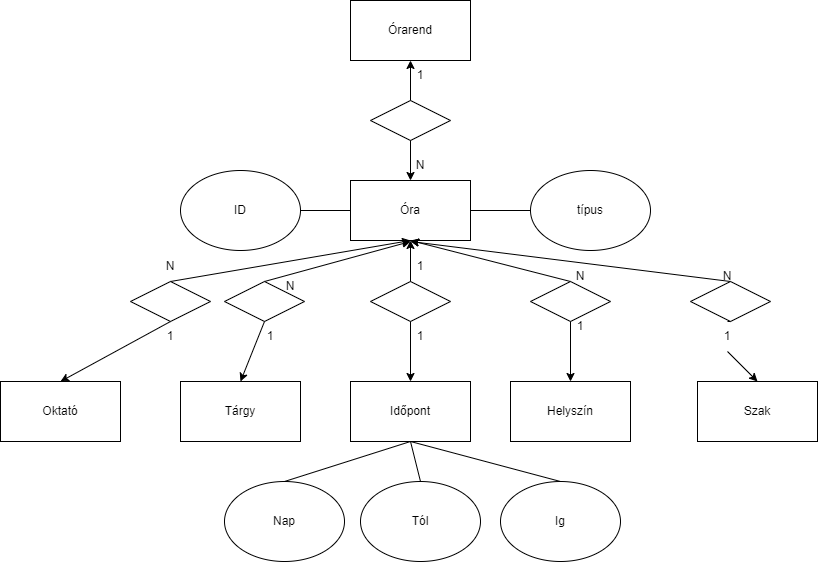 Órarend
1
N
ID
Óra
típus
N
N
1
N
N
1
1
1
1
1
Oktató
Tárgy
Időpont
Helyszín
Szak
Nap
Tól
Ig